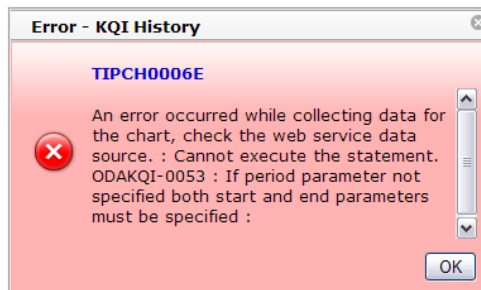 Error - KQI History
TIPCH0006E
An error occurred while collecting data for
the chart, check the web service data
source. : Cannot execute the statement.
ODAKQI-0053 : If period parameter not
specified both start and end parameters
must be specified :
OK